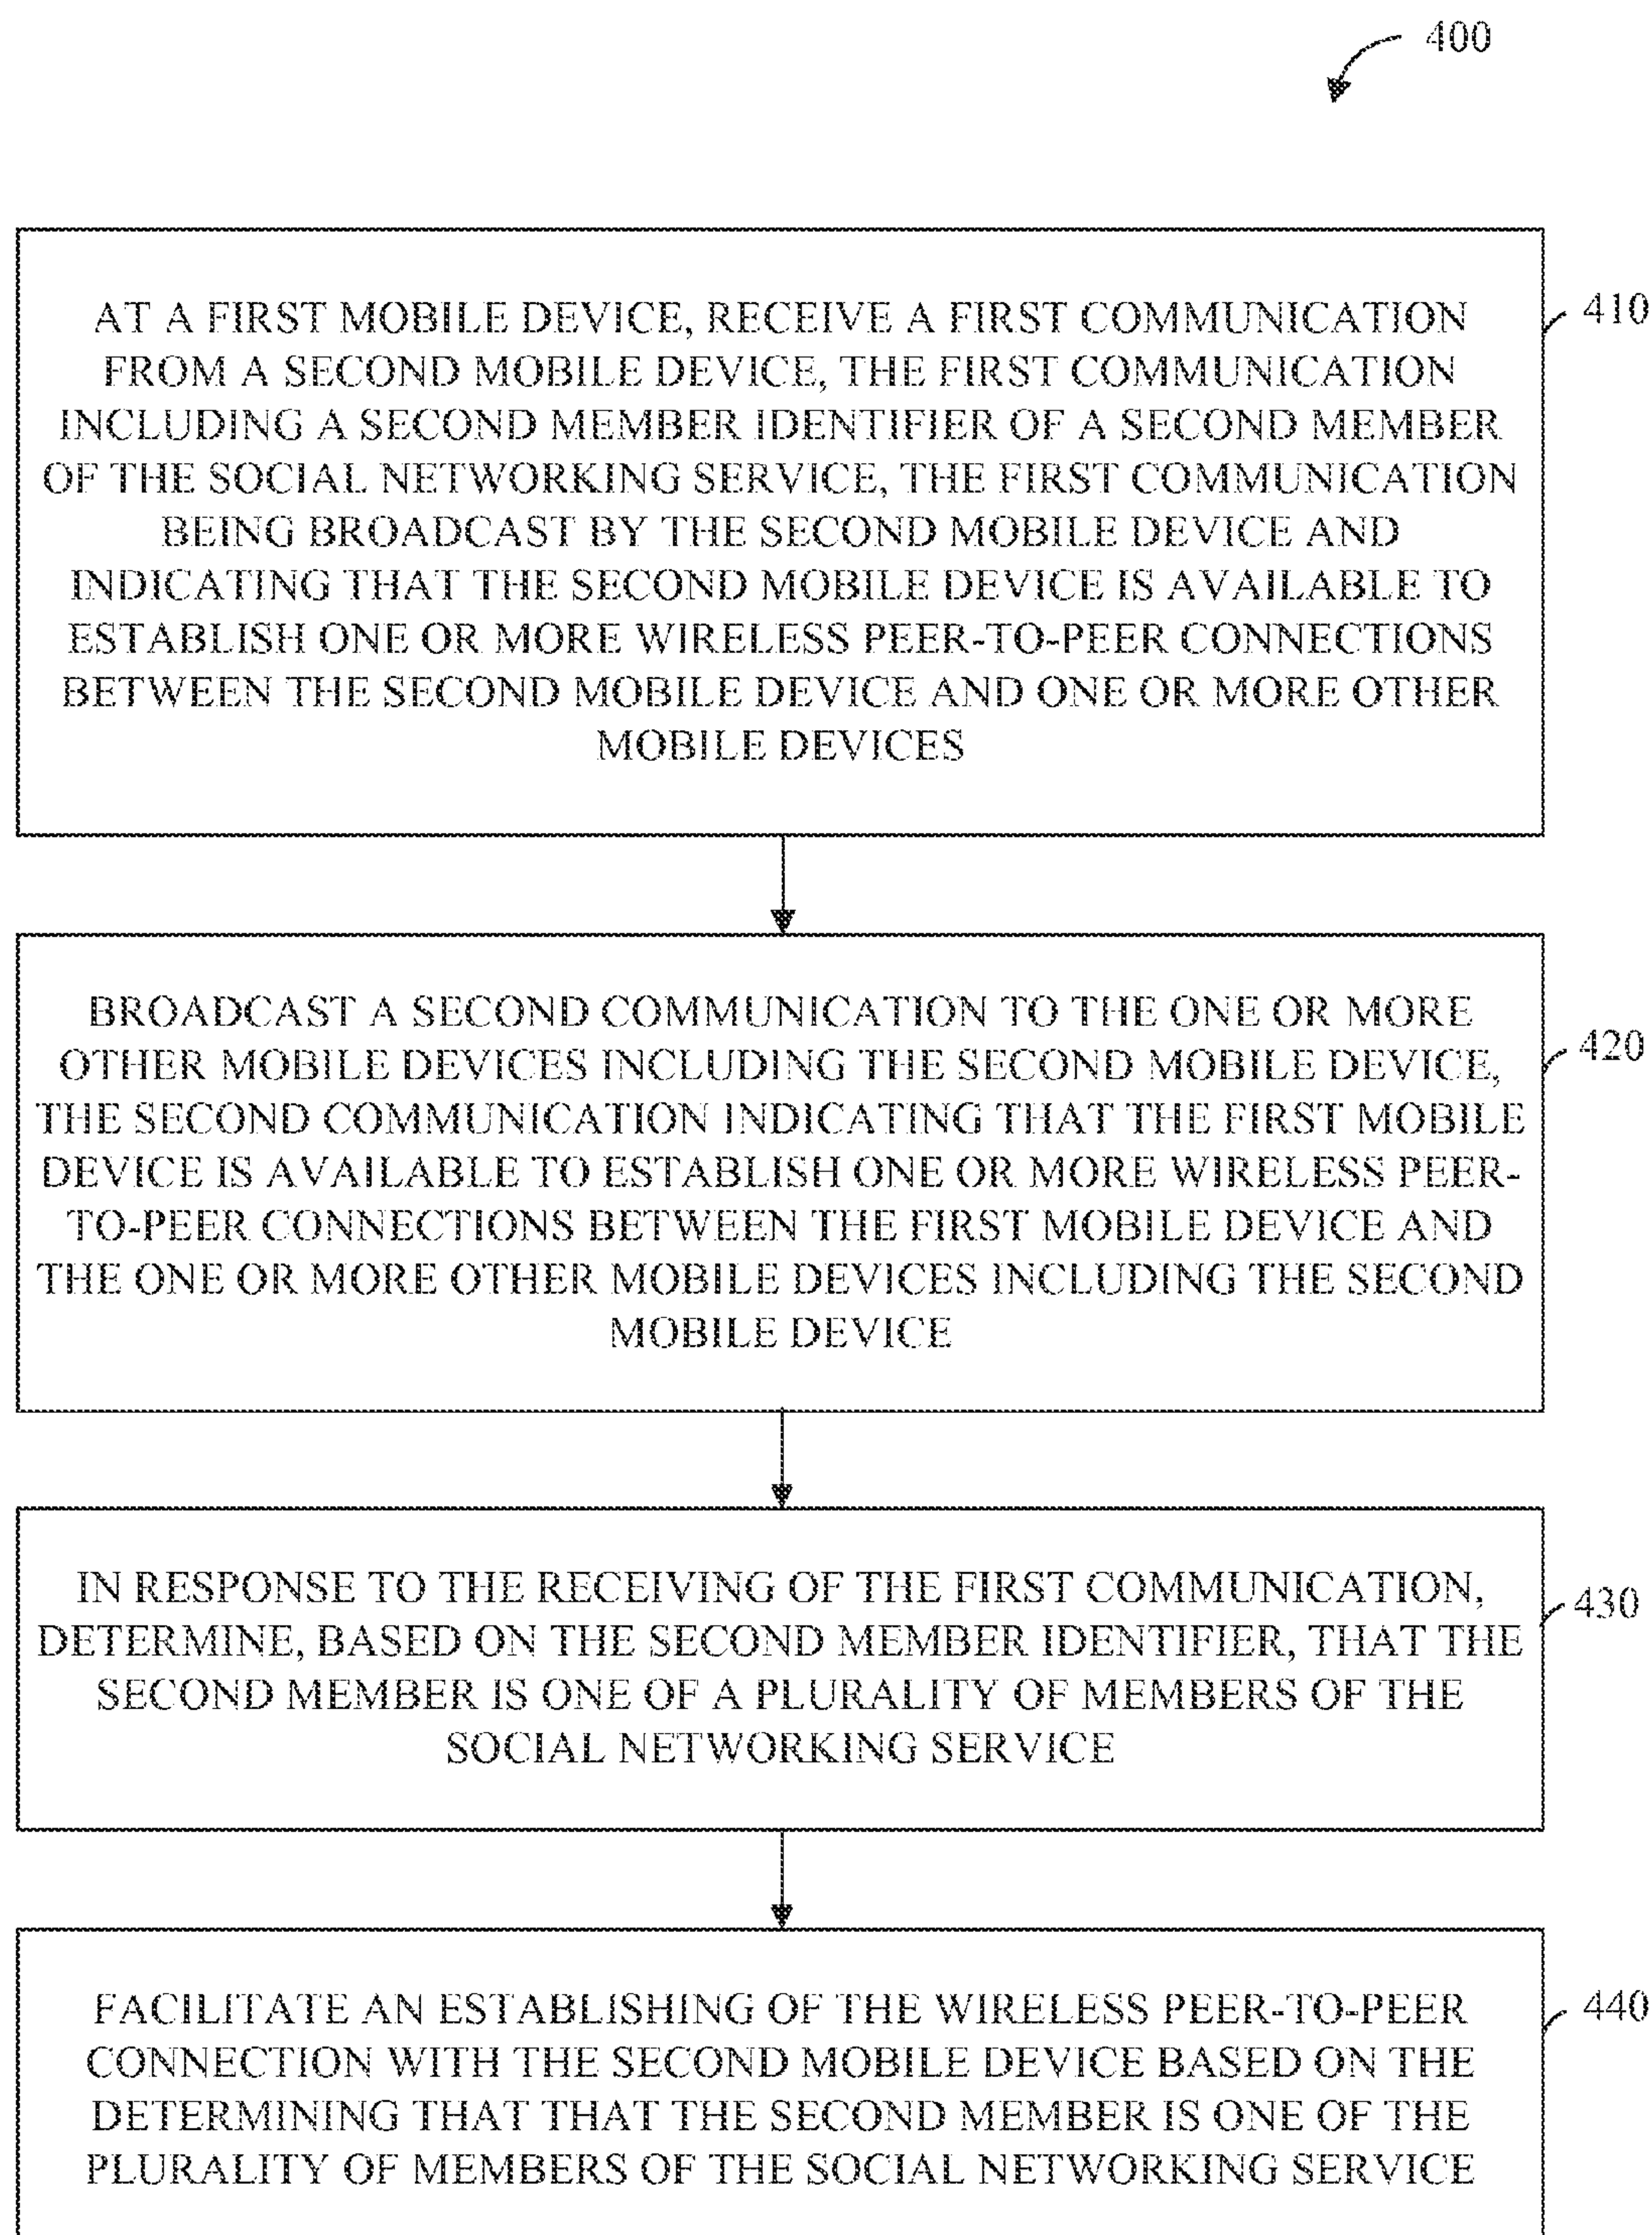 400
AT A FIRST MOBILE DEVICE, RECEIVE A FIRST COMMUNICATION
FROM A SECOND MOBILE DEVICE, THE FIRST COMMUNICATION
INCLUDING A SECOND MEMBER IDENTIFIER OF A SECOND MEMBER
OF THE SOCIAL NETWORKING SERVICE, THE FIRST COMMUNICATION
BEING BROADCAST BY THE SECOND MOBILE DEVICE AND
INDICATING THAT THE SECOND MOBILE DEVICE IS AVAILABLE TO
ESTABLISH ONE OR MORE WIRELESS PEER-TO-PEER CONNECTIONS
BETWEEN THE SECOND MOBILE DEVICE AND ONE OR MORE OTHER
MOBILE DEVICES
410
BROADCAST A SECOND COMMUNICATION TO THE ONE OR MORE
OTHER MOBILE DEVICES INCLUDING THE SECOND MOBILE DEVICE,
THE SECOND COMMUNICATION INDICATING THAT THE FIRST MOBILE
DEVICE IS AVAILABLE TO ESTABLISH ONE OR MORE WIRELESS PEER-
TO-PEER CONNECTIONS BETWEEN THE FIRST MOBILE DEVICE AND
THE ONE OR MORE OTHER MOBILE DEVICES INCLUDING THE SECOND
MOBILE DEVICE
420
IN RESPONSE TO THE RECEIVING OF THE FIRST COMMUNICATION,
DETERMINE, BASED ON THE SECOND MEMBER IDENTIFIER, THAT THE
SECOND MEMBER IS ONE OF A PLURALITY OF MEMBERS OF THE
SOCIAL NETWORKING SERVICE
430
FACILITATE AN ESTABLISHING OF THE WIRELESS PEER-TO-PEER
CONNECTION WITH THE SECOND MOBILE DEVICE BASED ON THE
DETERMINING THAT THAT THE SECOND MEMBER IS ONE OF THE
PLURALITY OF MEMBERS OF THE SOCIAL NETWORKING SERVICE
440